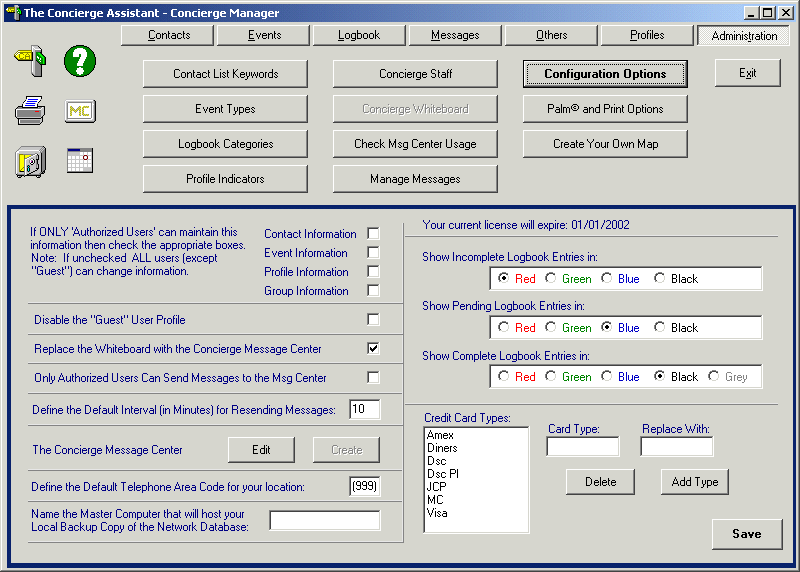 The Concierge Assistant - Concierge Manager
Contacts
Events
Logbook
Messages
Others
Profiles
Administration
Contact List Keywords
Concierge Staff
Configuration Options
Exit
Event Types
Concierge Whiteboard
Palm© and Print Options
Logbook Categories
Check Msg Center Usage
Create Your Own Map
Profile Indicators
Manage Messages
CA
?
MC
If ONLY 'Authorized Users' can maintain this
information then check the appropriate boxes.
Note: If unchecked ALL users (except
"Guest") can change information.
Contact Information
Event Information
Profile Information
Group Information
Disable the "Guest" User Profile
Replace the Whiteboard with the Concierge Message Center
Only Authorized Users Can Send Messages to the Msg Center
Define the Default Interval (in Minutes) for Resending Messages: 10
The Concierge Message Center Edit Create
Define the Default Telephone Area Code for your location: (999)
Name the Master Computer that will host your
Local Backup Copy of the Network Database:
Your current license will expire: 01/01/2002
Show Incomplete Logbook Entries in:
Red Green Blue Black
Show Pending Logbook Entries in:
Red Green Blue Black
Show Complete Logbook Entries in:
Red Green Blue Black Grey
Credit Card Types:
Amex
Diners
Dsc
Dsc Pl
JCP
MC
Visa
Card Type:
Replace With:
Delete
Add Type
Save